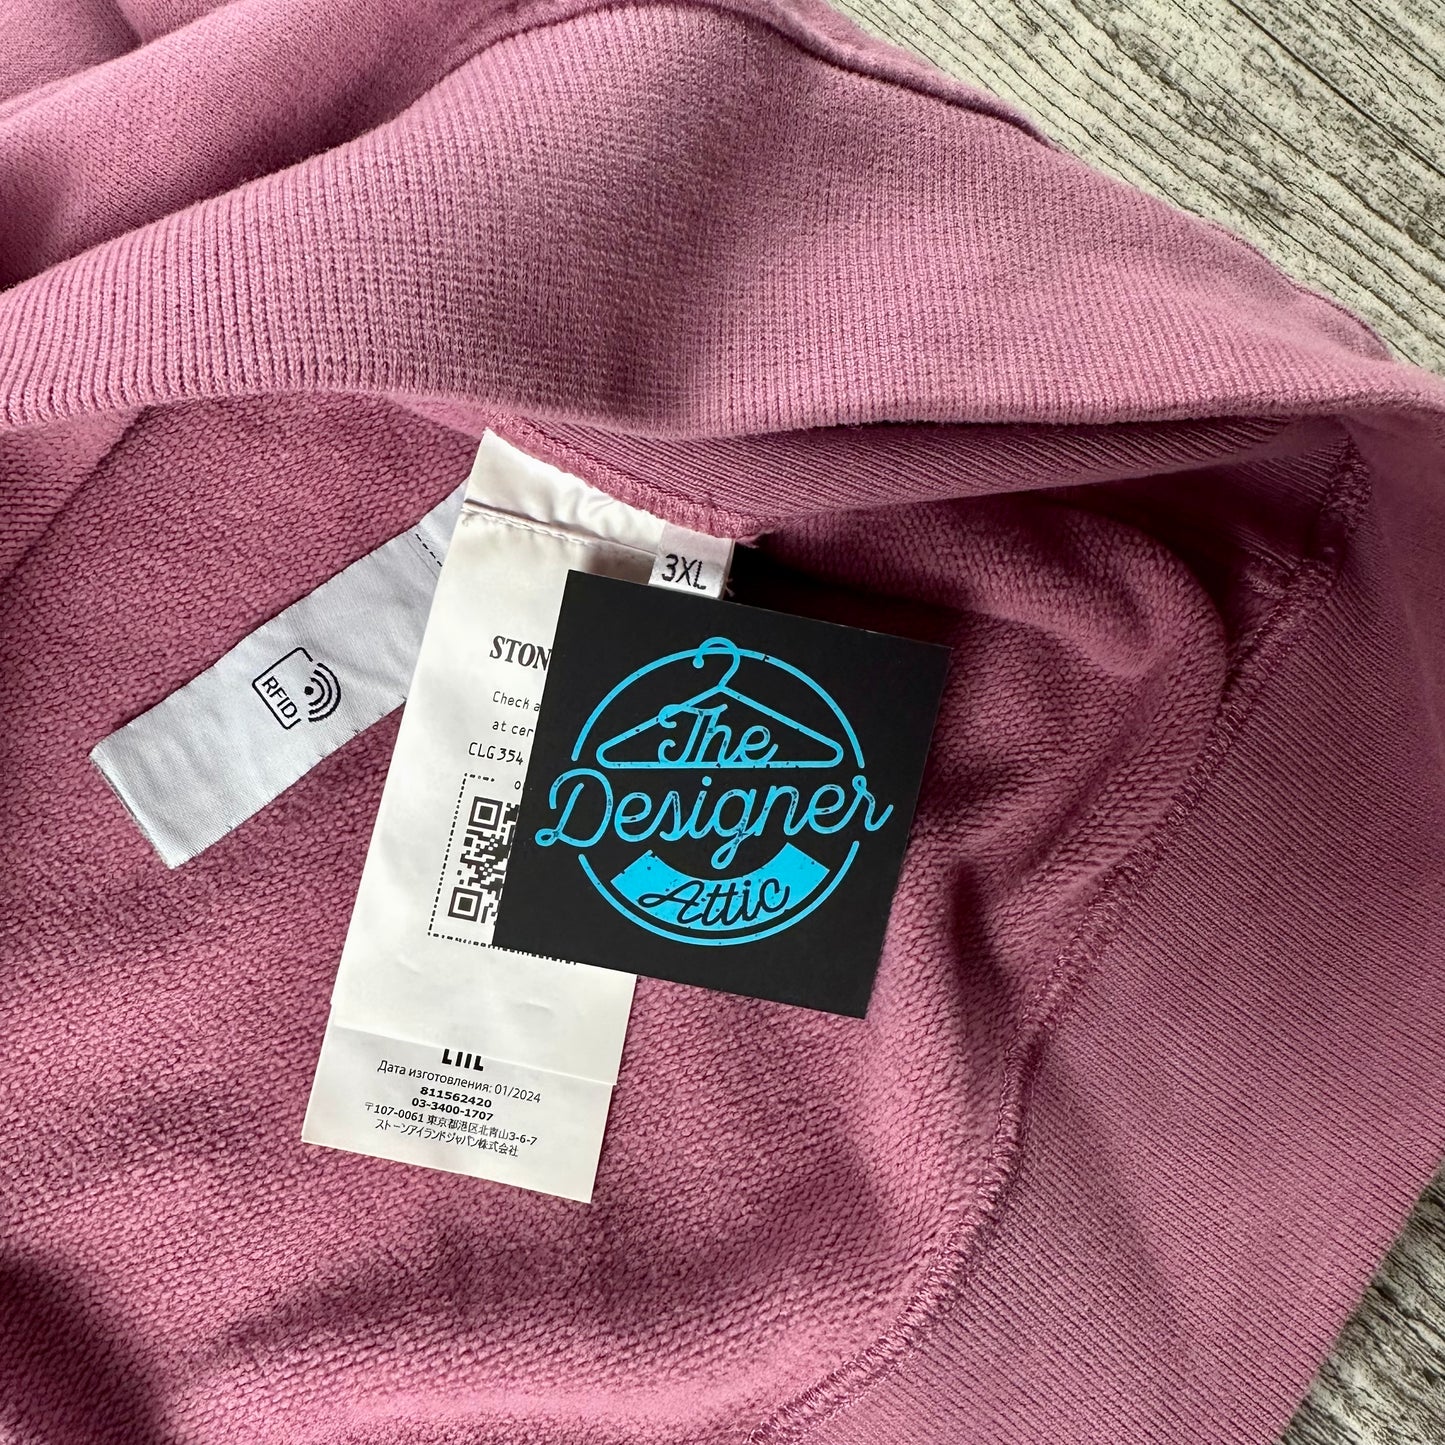 3XL
RFID
STON
Check a
at cer
CLG 354
The
Designer
Attic
Дата изготовления: 01/2024
811562420
03-3400-1707
〒107-0061 東京都港区北青山3-6-7
ストーンアイランドジャパン株式会社